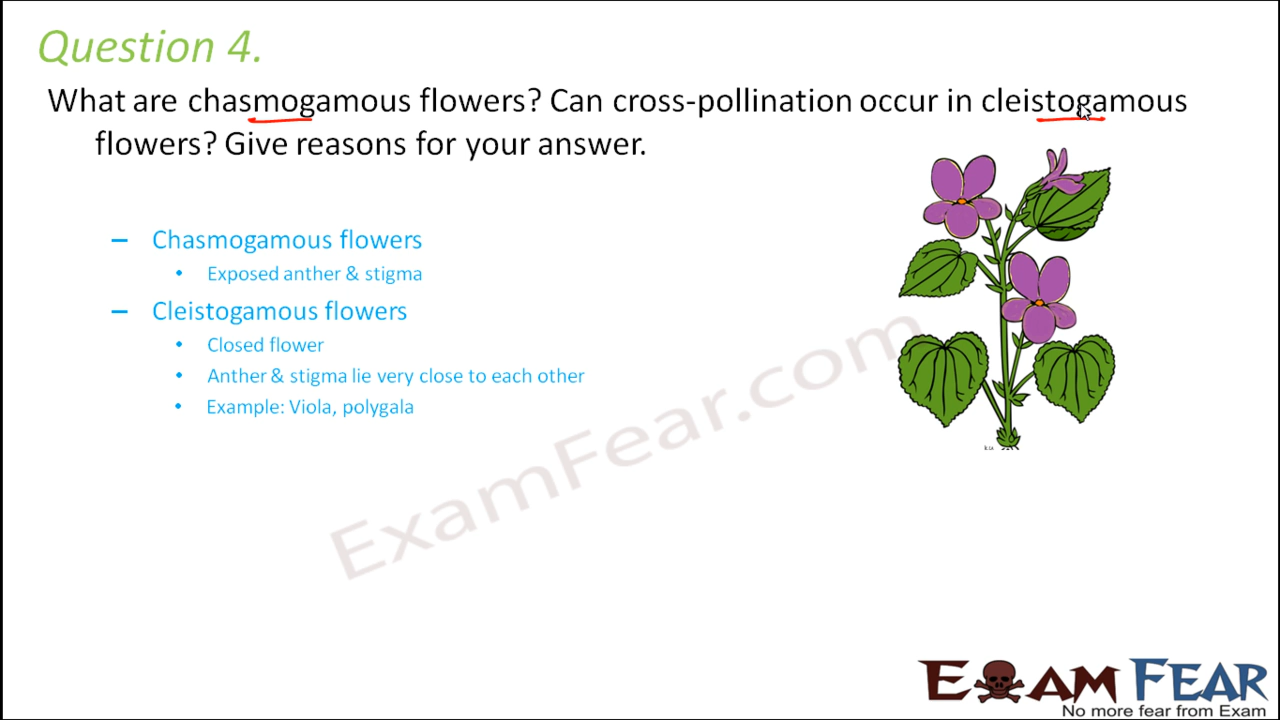 Question 4.
What are chasmogamous flowers? Can cross-pollination occur in cleistogamous
flowers? Give reasons for your answer.
– Chasmogamous flowers
• Exposed anther & stigma
– Cleistogamous flowers
• Closed flower
• Anther & stigma lie very close to each other
• Example: Viola, polygala
ExamFear.com
EXAM FEAR
No more fear from Exam